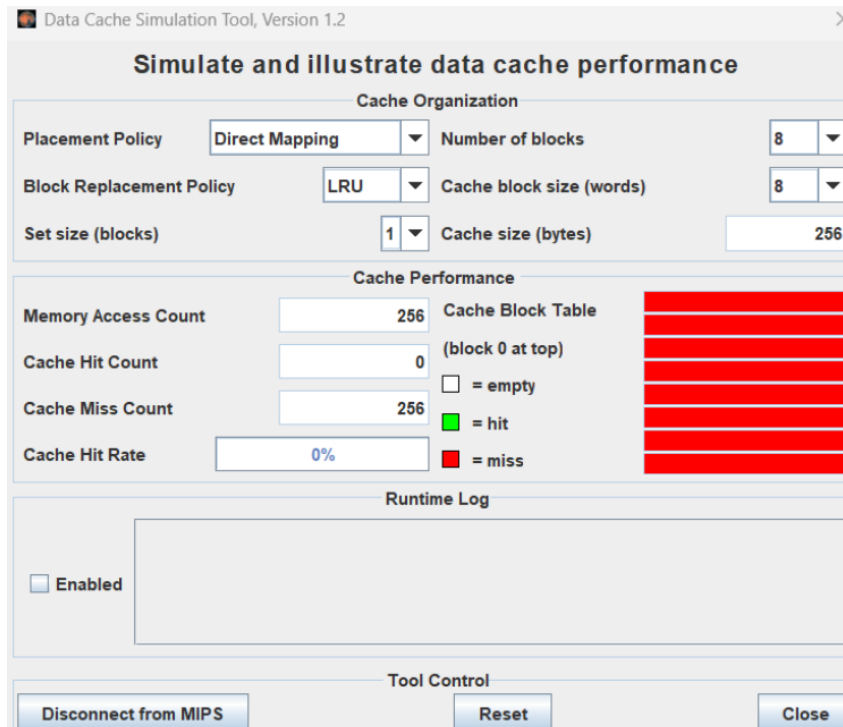 Data Cache Simulation Tool, Version 1.2
Simulate and illustrate data cache performance
Cache Organization
Placement Policy Direct Mapping Number of blocks 8
Block Replacement Policy LRU Cache block size (words) 8
Set size (blocks) 1 Cache size (bytes) 256
Cache Performance
Memory Access Count 256 Cache Block Table
Cache Hit Count 0 (block 0 at top)
= empty
Cache Miss Count 256 = hit
Cache Hit Rate 0% = miss
Runtime Log
Enabled
Tool Control
Disconnect from MIPS Reset Close